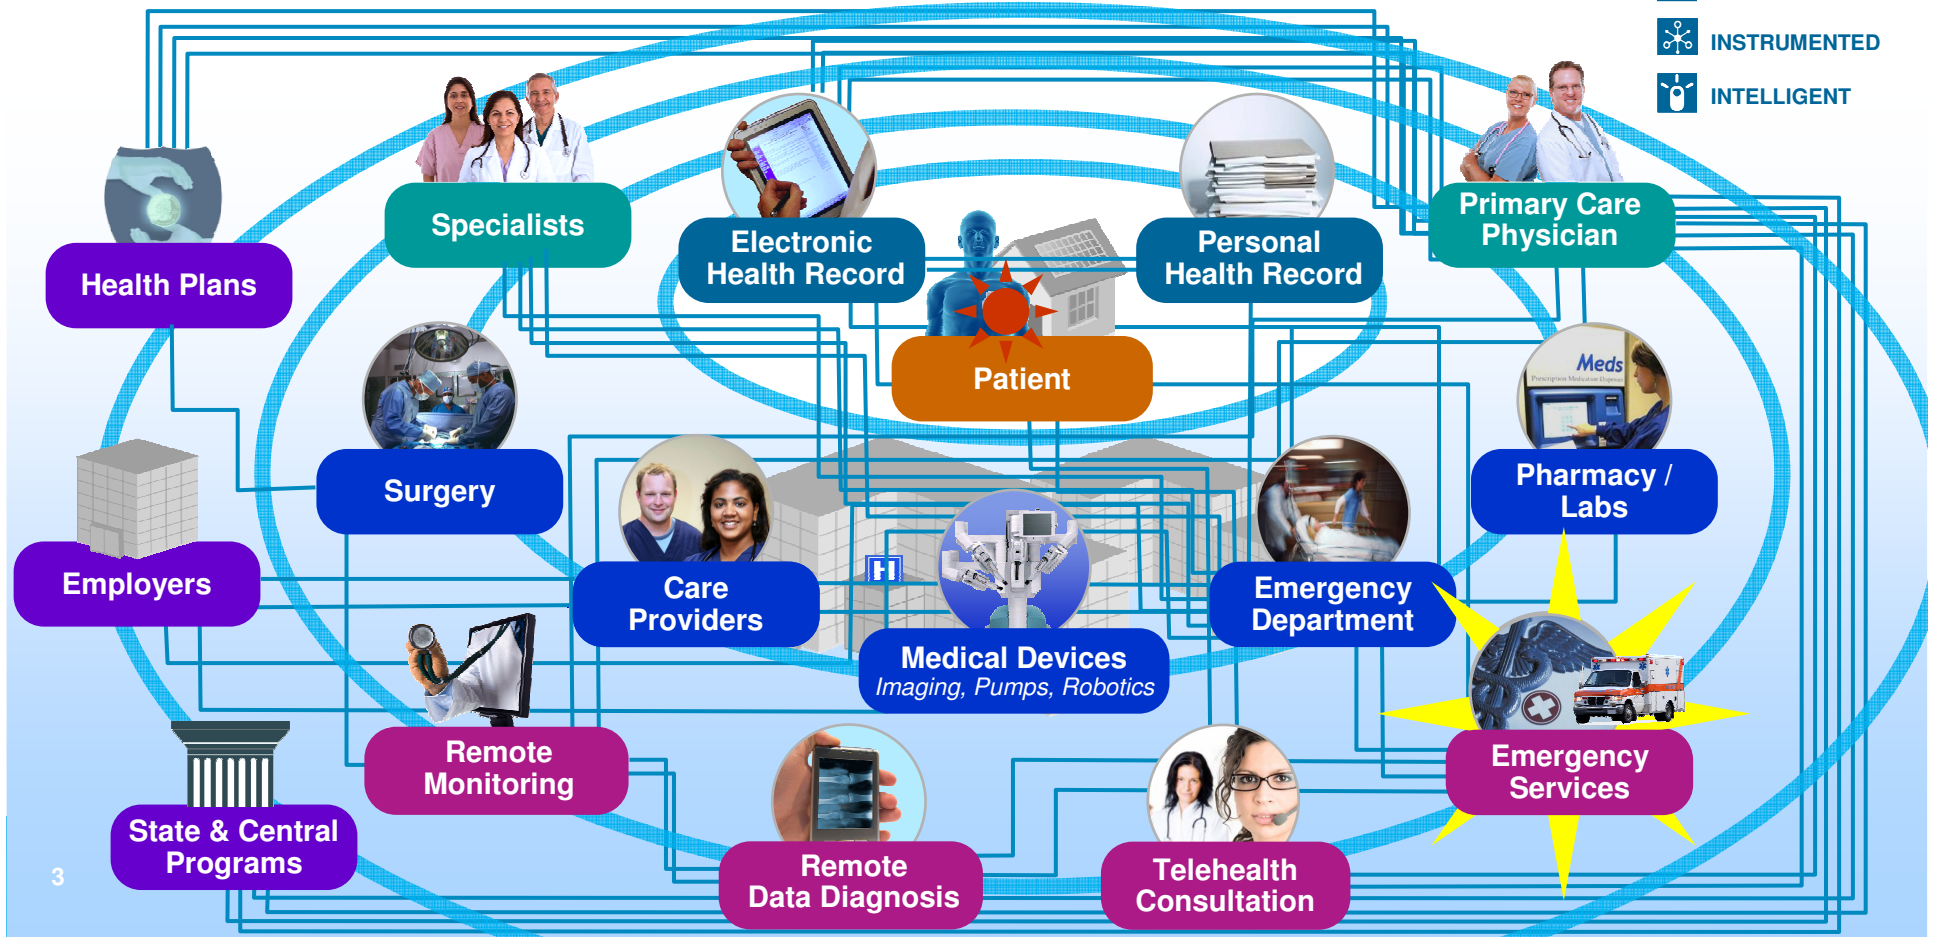 INSTRUMENTED
INTELLIGENT
Specialists
Primary Care
Physician
Electronic
Health Record
Personal
Health Record
Health Plans
Patient
Meds
Surgery
Pharmacy /
Labs
H
Employers
Care
Providers
Emergency
Department
Medical Devices
Imaging, Pumps, Robotics
Remote
Monitoring
Emergency
Services
State & Central
Programs
Remote
Data Diagnosis
Telehealth
Consultation
3